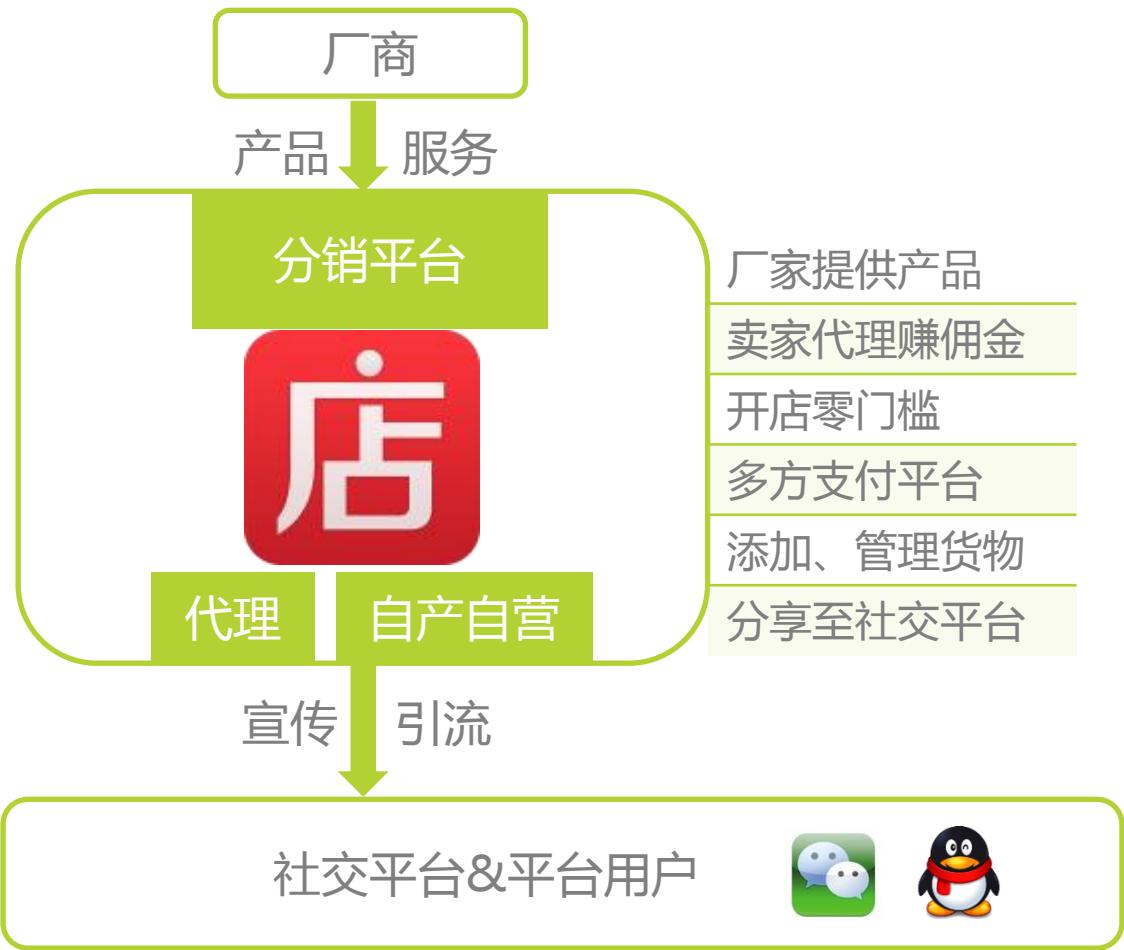 厂商
产品 服务
分销平台
店
代理 自产自营
厂家提供产品
卖家代理赚佣金
开店零门槛
多方支付平台
添加、管理货物
分享至社交平台
宣传 引流
社交平台&平台用户